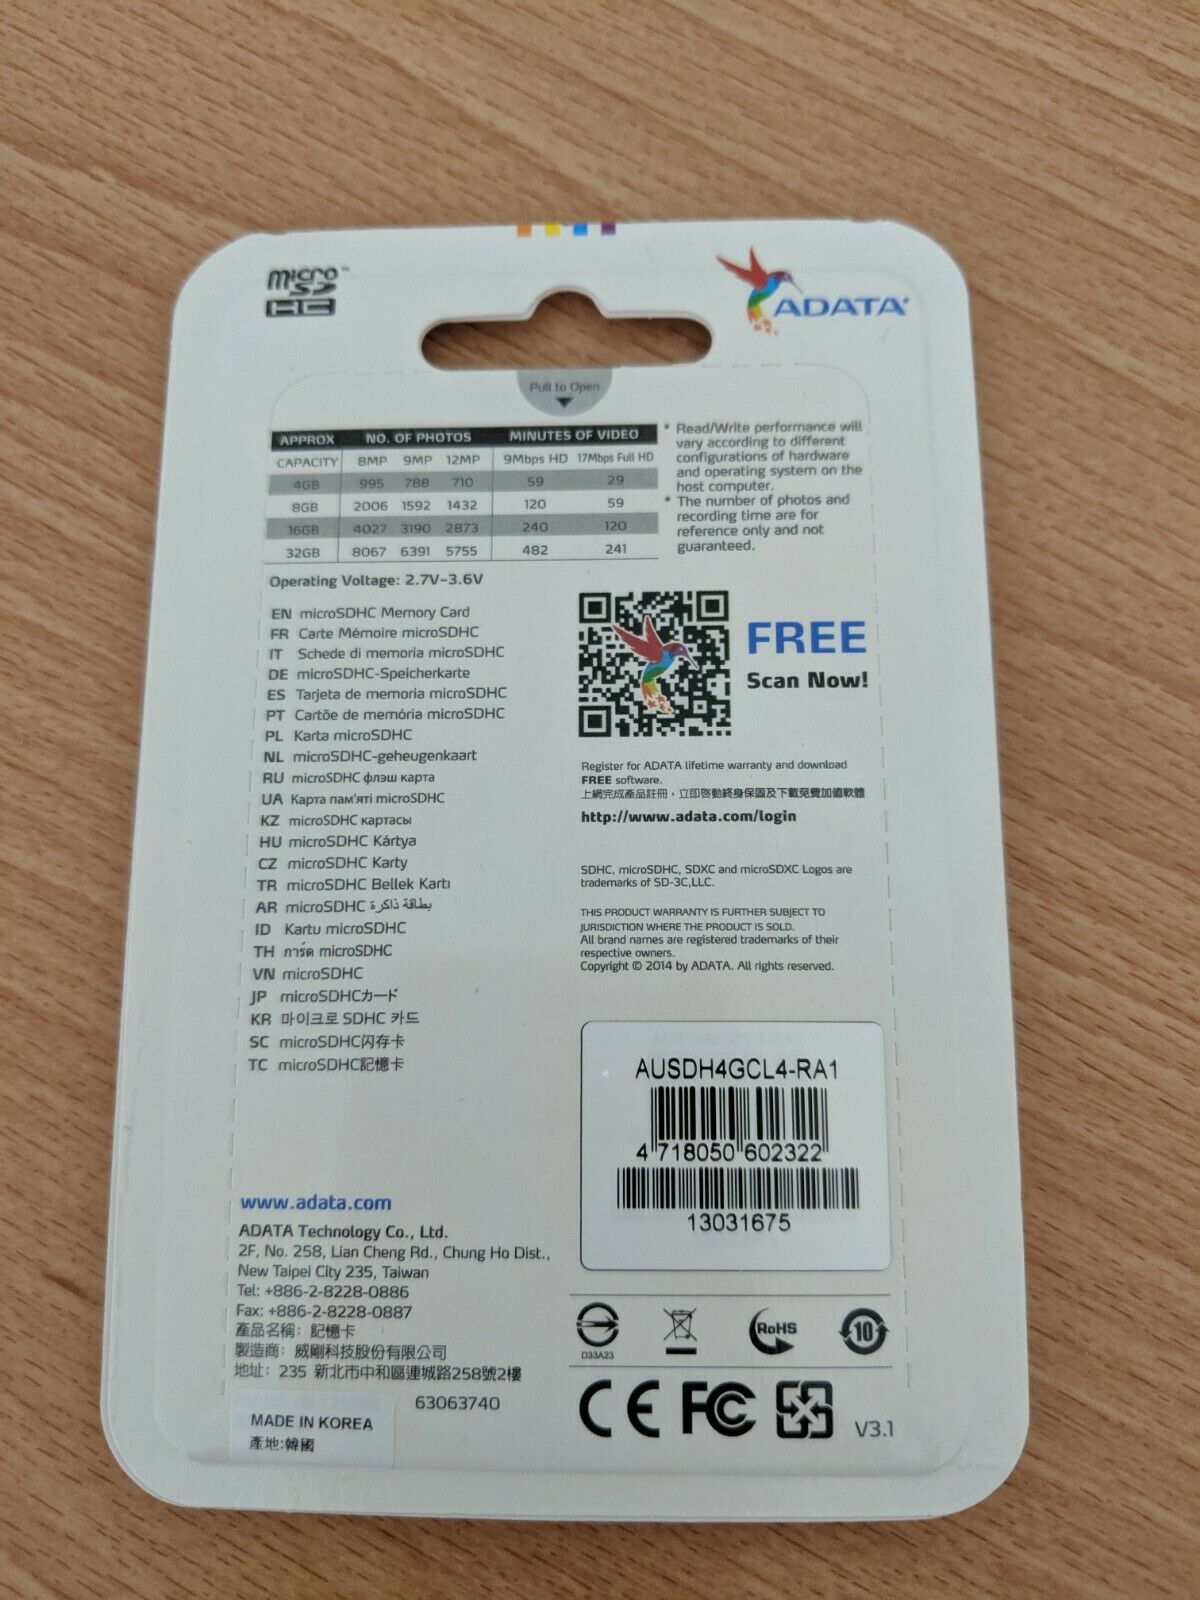 micro
SD
HC
ADATA
Pull to Open
APPROX NO. OF PHOTOS MINUTES OF VIDEO
CAPACITY 8MP 9MP 12MP 9Mbps HD 17Mbps Full HD
4GB 995 788 710 59 29
8GB 2006 1592 1432 120 59
16GB 4027 3190 2873 240 120
32GB 8067 6391 5755 482 241
* Read/Write performance will
vary according to different
configurations of hardware
and operating system on the
host computer.
* The number of photos and
recording time are for
reference only and not
guaranteed.
Operating Voltage: 2.7V~3.6V
EN microSDHC Memory Card
FR Carte Mémoire microSDHC
IT Schede di memoria microSDHC
DE microSDHC-Speicherkarte
ES Tarjeta de memoria microSDHC
PT Cartõe de memória microSDHC
PL Karta microSDHC
NL microSDHC-geheugenkaart
RU microSDHC флэш карта
UA Карта пам'яті microSDHC
KZ microSDHC картасы
HU microSDHC Kártya
CZ microSDHC Karty
TR microSDHC Bellek Kartı
AR microSDHC بطاقة ذاكرة
ID Kartu microSDHC
TH การ์ด microSDHC
VN microSDHC
JP microSDHCカード
KR 마이크로 SDHC 카드
SC microSDHC闪存卡
TC microSDHC記憶卡
FREE
Scan Now!
Register for ADATA lifetime warranty and download
FREE software.
上網完成產品註冊，立即啓動終身保固及下載免費加值軟體
http://www.adata.com/login
SDHC, microSDHC, SDXC and microSDXC Logos are
trademarks of SD-3C,LLC.
THIS PRODUCT WARRANTY IS FURTHER SUBJECT TO
JURISDICTION WHERE THE PRODUCT IS SOLD.
All brand names are registered trademarks of their
respective owners.
Copyright © 2014 by ADATA. All rights reserved.
AUSDH4GCL4-RA1
4 718050 602322
13031675
www.adata.com
ADATA Technology Co., Ltd.
2F, No. 258, Lian Cheng Rd., Chung Ho Dist.,
New Taipei City 235, Taiwan
Tel: +886-2-8228-0886
Fax: +886-2-8228-0887
產品名稱: 記憶卡
製造商: 威剛科技股份有限公司
地址: 235 新北市中和區連城路258號2樓
63063740
MADE IN KOREA
產地:韓國
D33A23
RoHS
10
CE FC V3.1